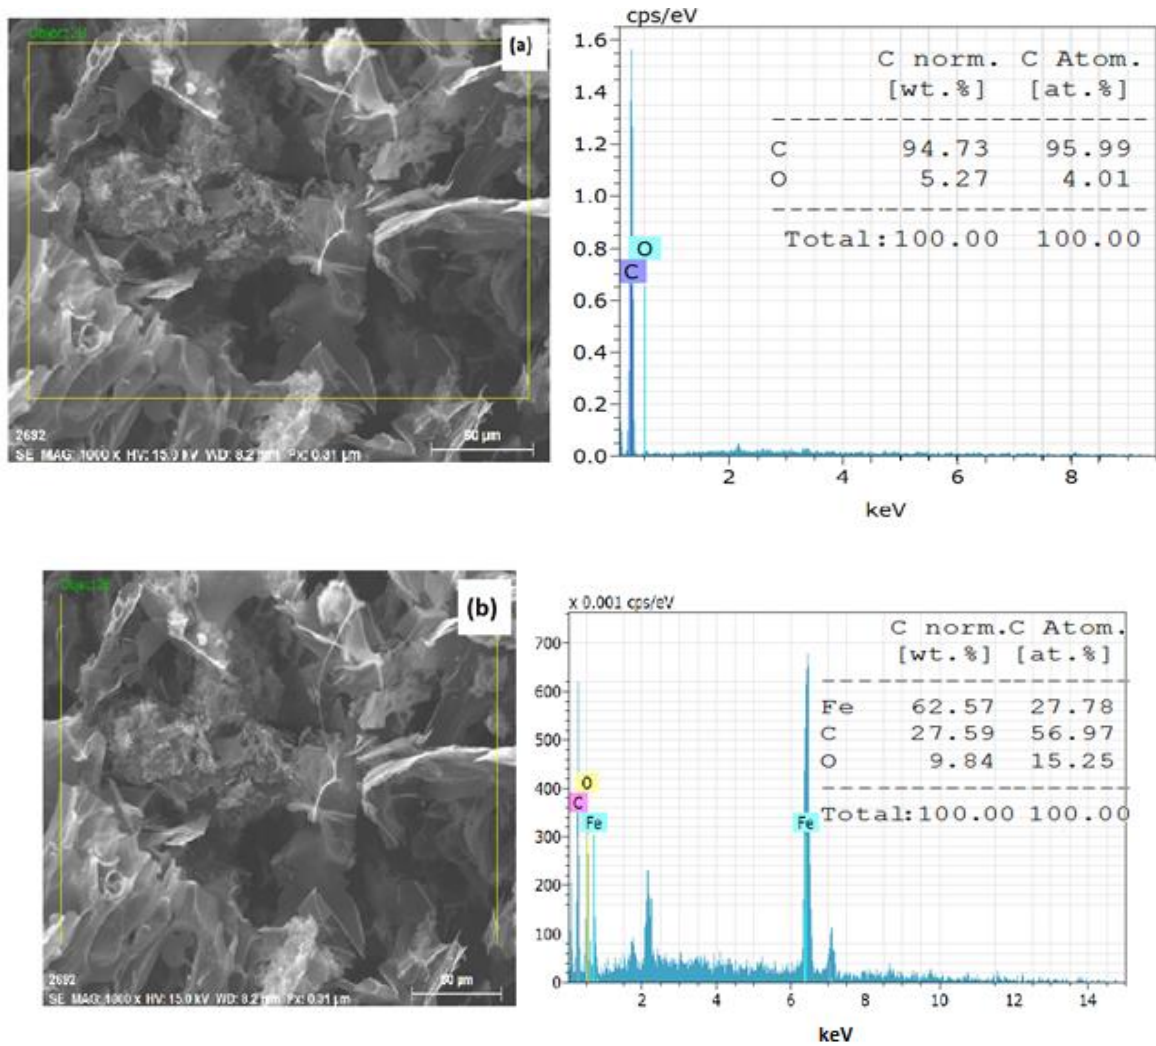 (a)
2692
SE MAG: 1000 x HV: 15.0 kV WD: 8.2 mm Px: 0.31 µm
cps/eV
1.6
1.4
1.2
1.0
0.8
0.6
0.4
0.2
0.0
C norm. C Atom.
[wt.%] [at.%]
C 94.73 95.99
O 5.27 4.01
Total: 100.00 100.00
O
C
2 4 6 8
keV
(b)
2692
SE MAG: 1000 x HV: 15.0 kV WD: 8.2 mm Px: 0.31 µm
x 0.001 cps/eV
700
600
500
400
300
200
100
0
C norm. C Atom.
[wt.%] [at.%]
Fe 62.57 27.78
C 27.59 56.97
O 9.84 15.25
Total: 100.00 100.00
O
C
Fe
Fe
2 4 6 8 10 12 14
keV